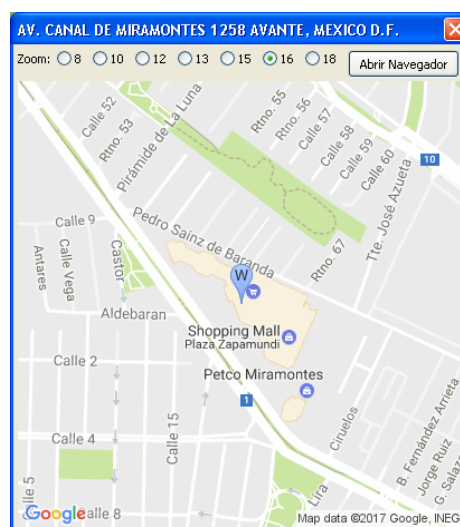 AV. CANAL DE MIRAMONTES 1258 AVANTE, MEXICO D.F.
Zoom: 8 10 12 13 15 16 18 Abrir Navegador
Calle 52
Rtno. 53
Pirámide de La Luna
Rtno. 55
Rtno. 56
Calle 57
Calle 58
Calle 59
Calle 60
10
Tte. José Azueta
Calle 9
Pedro Sainz de Baranda
Rtno. 67
Antares
Calle Vega
Castor
W
Aldebaran
Shopping Mall
Plaza Zapamundi
Calle 2
Petco Miramontes
1
Calle 15
Ciruelos
B. Fernández Arrieta
Jorge Ruiz
G. Salaza
Calle 4
Calle 5
Lira
Google
Calle 8
Map data ©2017 Google, INEG